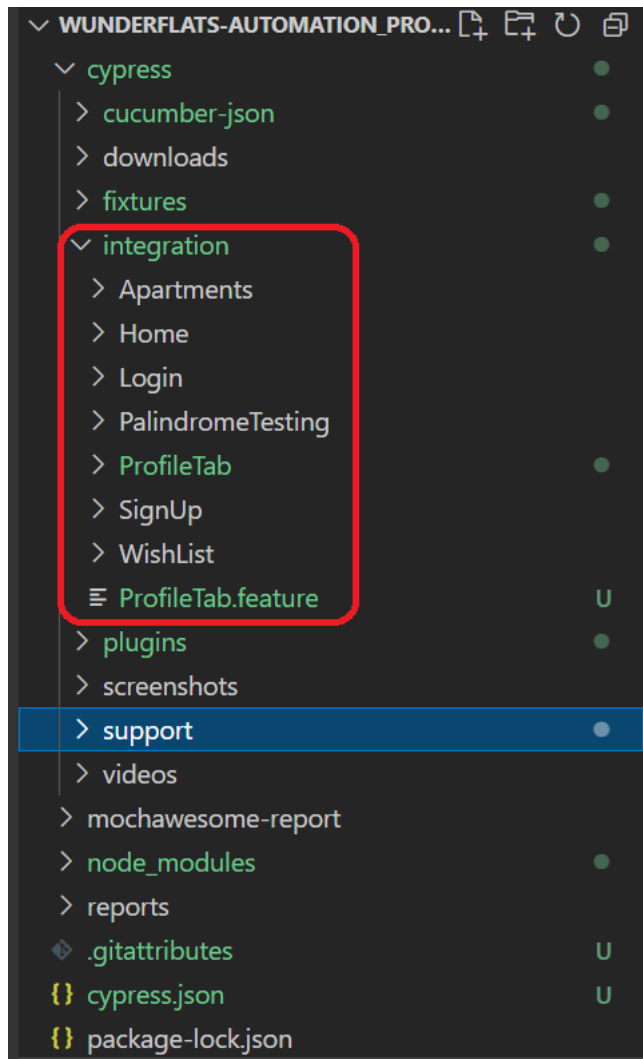 WUNDERFLATS-AUTOMATION_PRO...
cypress
cucumber-json
downloads
fixtures
integration
Apartments
Home
Login
PalindromeTesting
ProfileTab
SignUp
WishList
ProfileTab.feature U
plugins
screenshots
support
videos
mochawesome-report
node_modules
reports
.gitattributes U
{} cypress.json U
{} package-lock.json